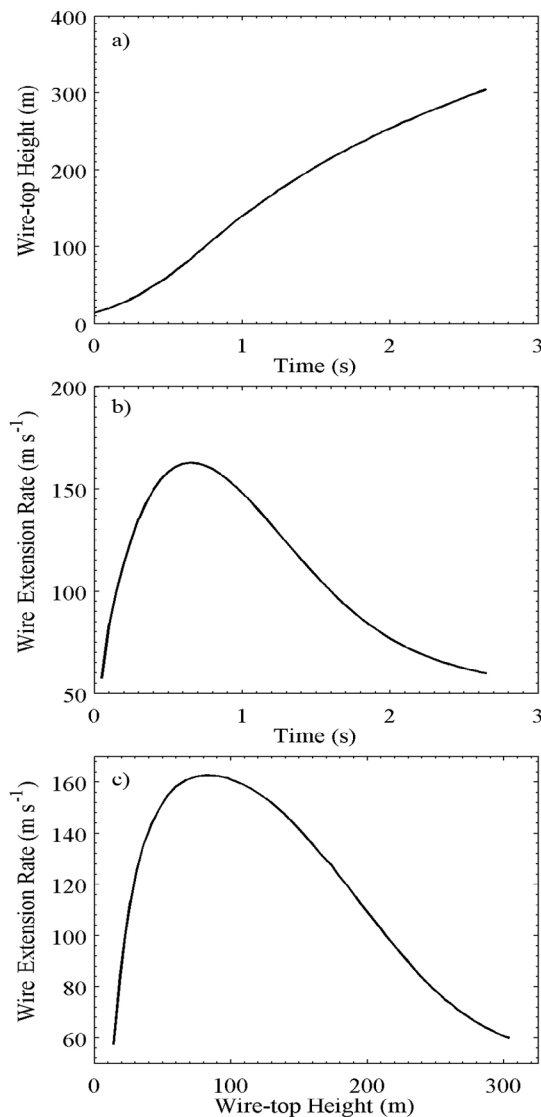 a)
400
300
200
100
0
Wire-top Height (m)
0 1 2 3
Time (s)
b)
200
150
100
50
Wire Extension Rate (m s⁻¹)
0 1 2 3
Time (s)
c)
160
140
120
100
80
60
Wire Extension Rate (m s⁻¹)
0 100 200 300
Wire-top Height (m)